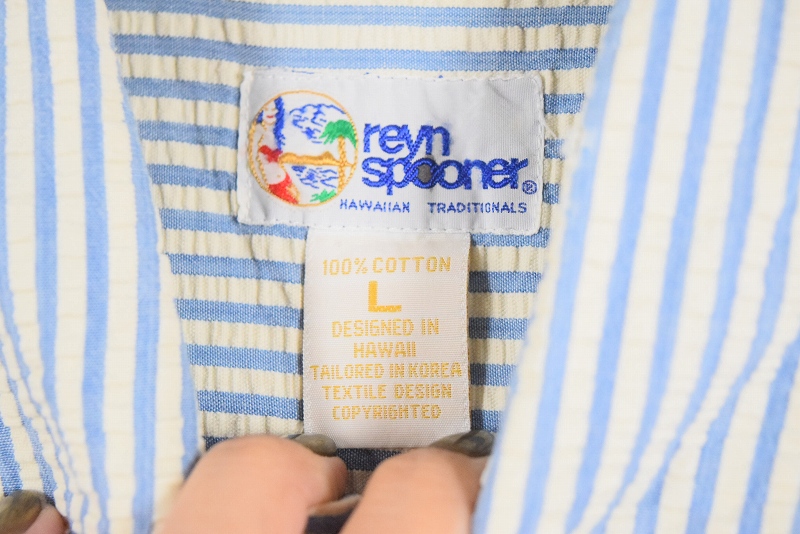 reyn
spooner®
HAWAIIAN TRADITIONALS
100% COTTON
L
DESIGNED IN
HAWAII
TAILORED IN KOREA
TEXTILE DESIGN
COPYRIGHTED